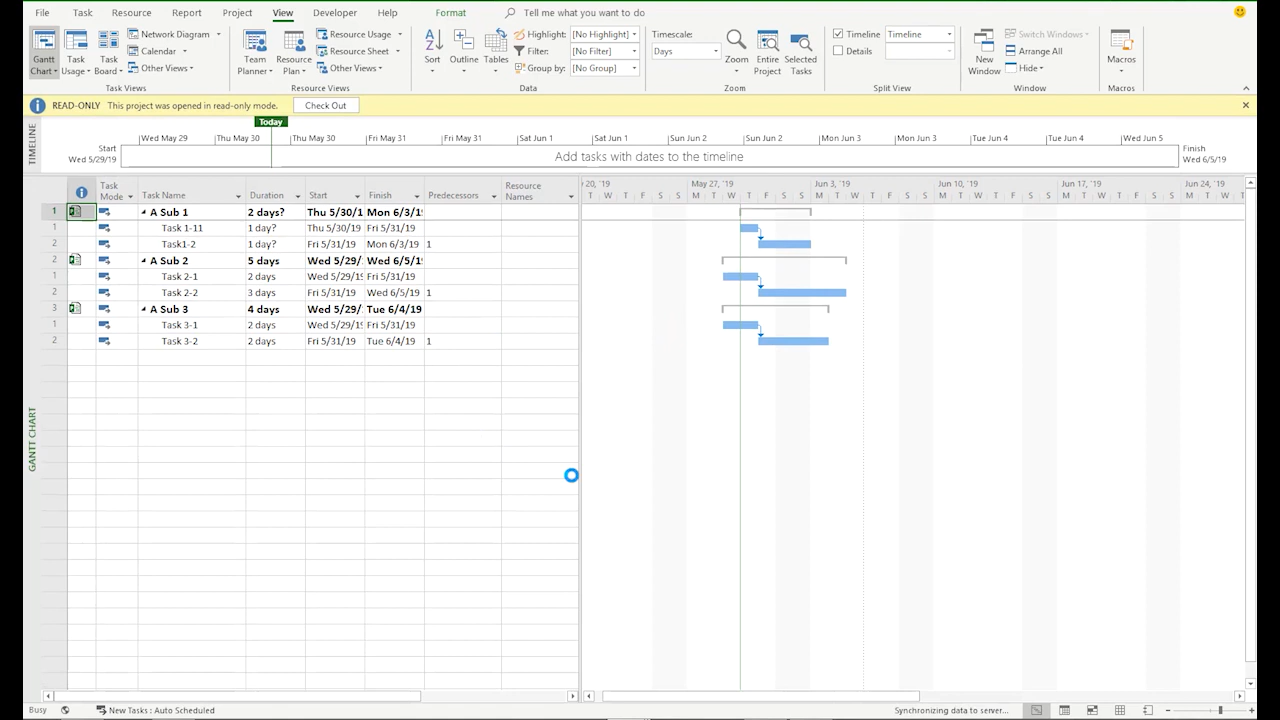 File Task Resource Report Project View Developer Help Format Tell me what you want to do
Gantt Chart
Task Usage
Task Board
Network Diagram
Calendar
Other Views
Task Views
Team Planner
Resource Plan
Resource Usage
Resource Sheet
Other Views
Resource Views
Sort
Outline
Tables
Highlight: [No Highlight]
Filter: [No Filter]
Group by: [No Group]
Data
Timescale:
Days
Zoom
Entire Project
Selected Tasks
Zoom
Timeline Timeline
Details
Split View
New Window
Switch Windows
Arrange All
Hide
Window
Macros
Macros
READ-ONLY This project was opened in read-only mode. Check Out
TIMELINE
Today
Wed May 29 Thu May 30 Thu May 30 Fri May 31 Fri May 31 Sat Jun 1 Sat Jun 1 Sun Jun 2 Sun Jun 2 Mon Jun 3 Mon Jun 3 Tue Jun 4 Tue Jun 4 Wed Jun 5
Start
Wed 5/29/19
Add tasks with dates to the timeline
Finish
Wed 6/5/19
GANTT CHART
Task Mode Task Name Duration Start Finish Predecessors Resource Names
20, '19 May 27, '19 Jun 3, '19 Jun 10, '19 Jun 17, '19 Jun 24, '19
T W T F S S M T W T F S S M T W T F S S M T W T F S S M T W T F S S M T W T
1 A Sub 1 2 days? Thu 5/30/1 Mon 6/3/1
1 Task 1-11 1 day? Thu 5/30/19 Fri 5/31/19
2 Task1-2 1 day? Fri 5/31/19 Mon 6/3/19 1
2 A Sub 2 5 days Wed 5/29/ Wed 6/5/1
1 Task 2-1 2 days Wed 5/29/19 Fri 5/31/19
2 Task 2-2 3 days Fri 5/31/19 Wed 6/5/19 1
3 A Sub 3 4 days Wed 5/29/ Tue 6/4/19
1 Task 3-1 2 days Wed 5/29/19 Fri 5/31/19
2 Task 3-2 2 days Fri 5/31/19 Tue 6/4/19 1
Busy New Tasks : Auto Scheduled Synchronizing data to server...